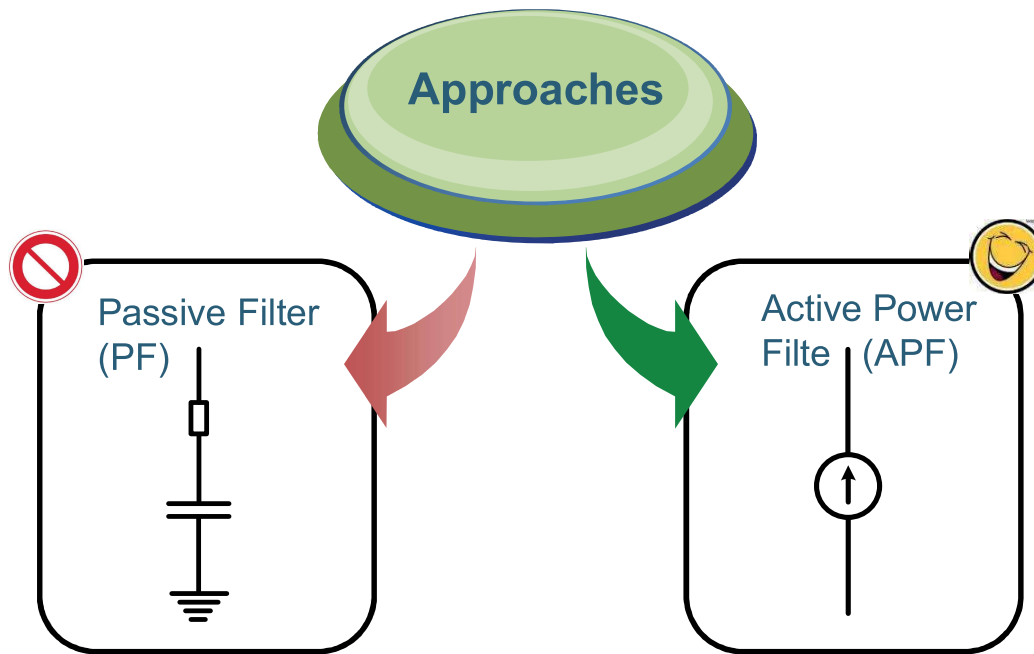 Approaches
Passive Filter
(PF)
Active Power
Filte (APF)